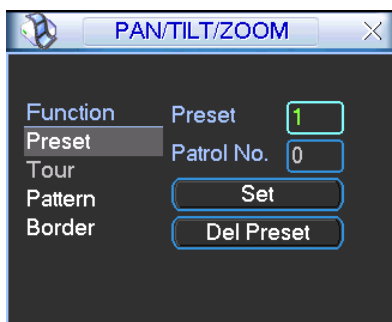 PAN/TILT/ZOOM
Function
Preset
Tour
Pattern
Border
Preset 1
Patrol No. 0
Set
Del Preset